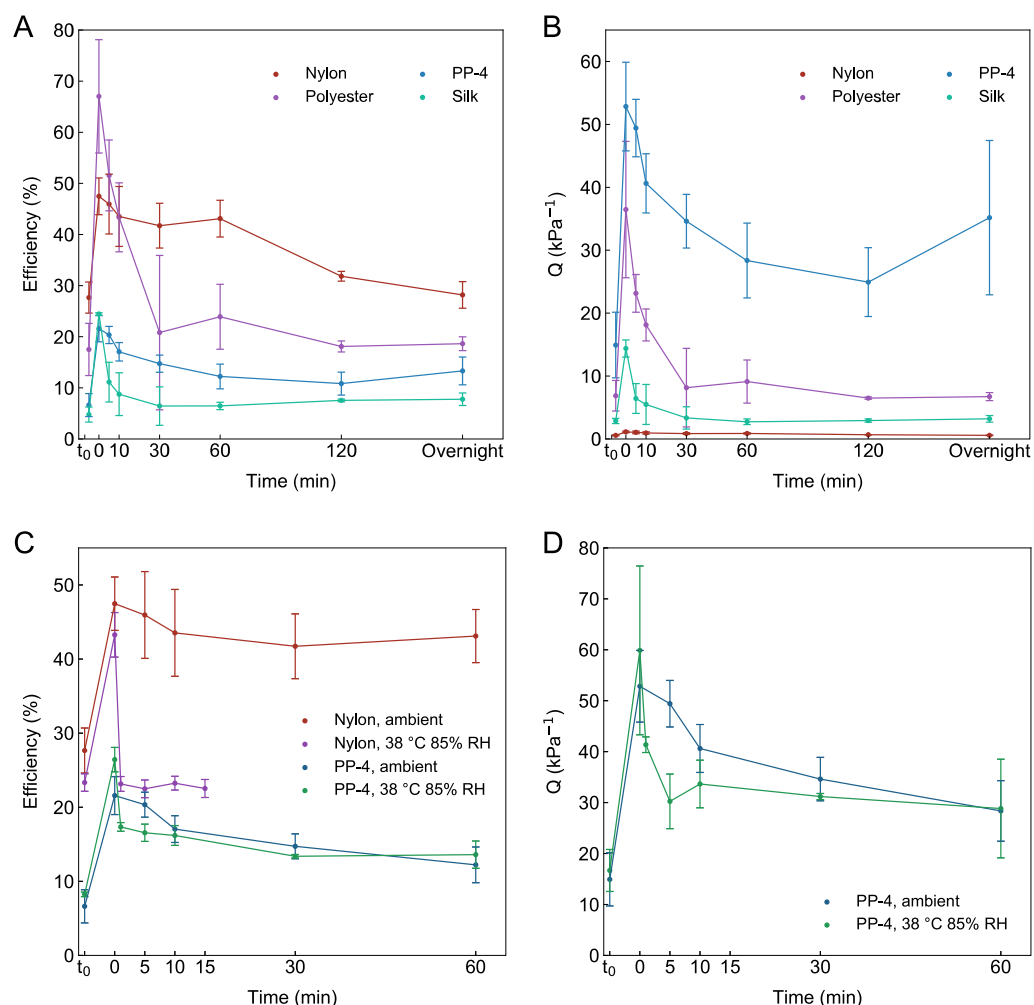 A
Efficiency (%)
80
70
60
50
40
30
20
10
0
Nylon
Polyester
PP-4
Silk
t0 0 10 30 60 120 Overnight
Time (min)
B
Q (kPa⁻¹)
60
50
40
30
20
10
0
Nylon
Polyester
PP-4
Silk
t0 0 10 30 60 120 Overnight
Time (min)
C
Efficiency (%)
50
40
30
20
10
0
Nylon, ambient
Nylon, 38 °C 85% RH
PP-4, ambient
PP-4, 38 °C 85% RH
t0 0 5 10 15 30 60
Time (min)
D
Q (kPa⁻¹)
80
70
60
50
40
30
20
10
0
PP-4, ambient
PP-4, 38 °C 85% RH
t0 0 5 10 15 30 60
Time (min)